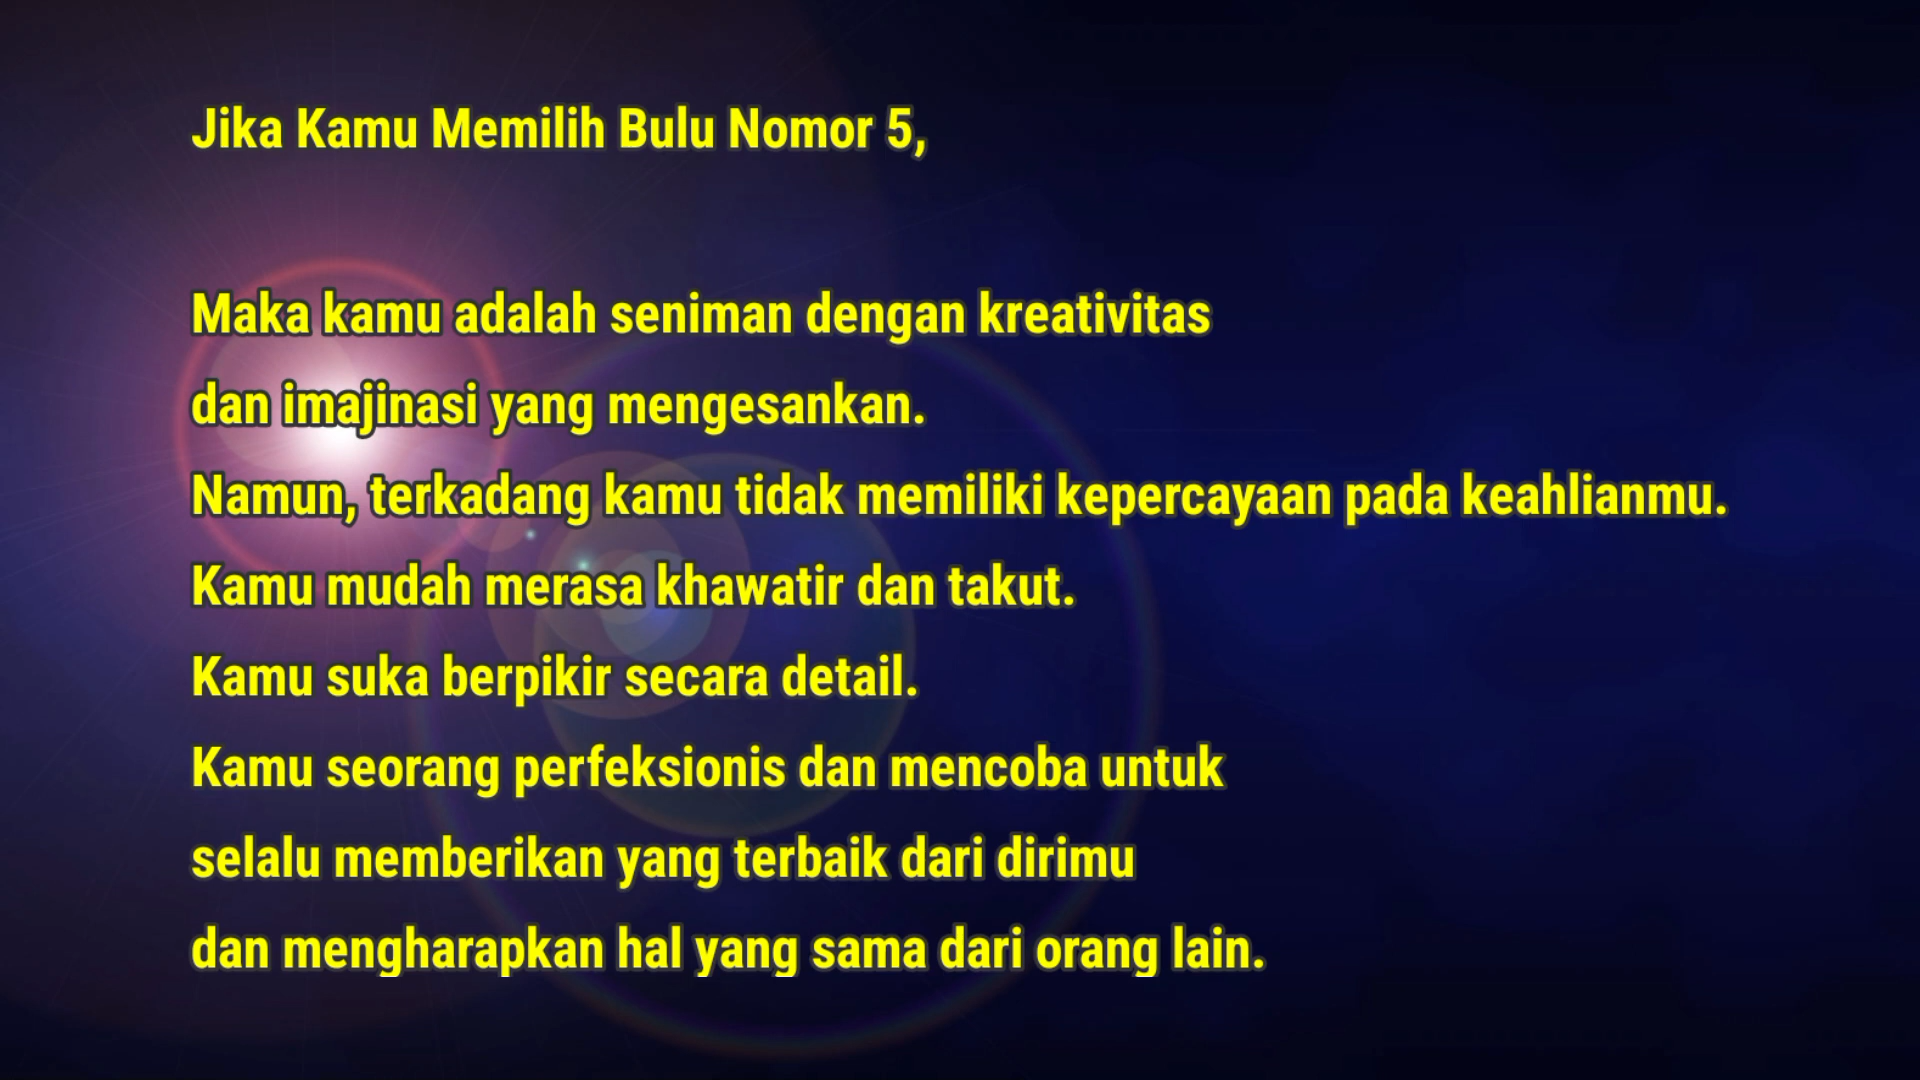 Jika Kamu Memilih Bulu Nomor 5,
Maka kamu adalah seniman dengan kreativitas
dan imajinasi yang mengesankan.
Namun, terkadang kamu tidak memiliki kepercayaan pada keahlianmu.
Kamu mudah merasa khawatir dan takut.
Kamu suka berpikir secara detail.
Kamu seorang perfeksionis dan mencoba untuk
selalu memberikan yang terbaik dari dirimu
dan mengharapkan hal yang sama dari orang lain.